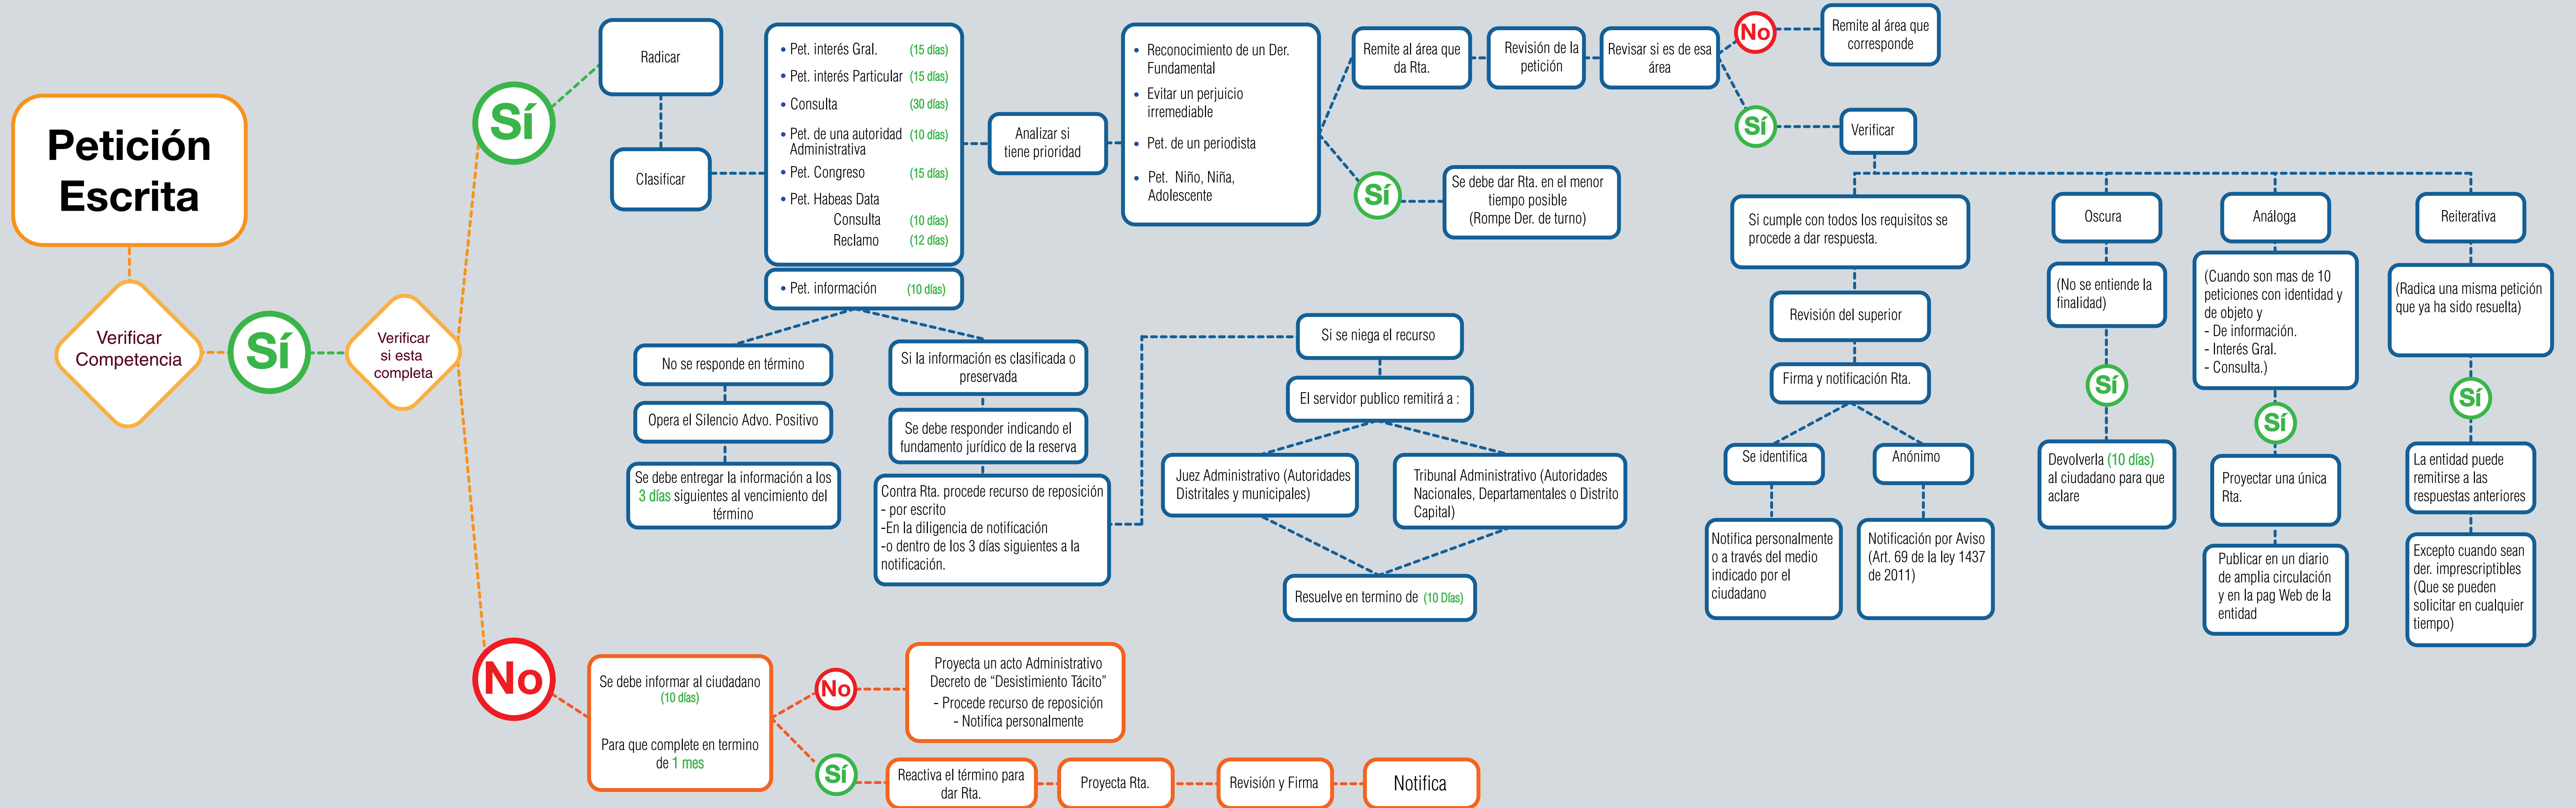 Petición
Escrita
Verificar
Competencia
Sí
Verificar
si esta
completa
Sí
Radicar
Clasificar
• Pet. interés Gral. (15 días)
• Pet. interés Particular (15 días)
• Consulta (30 días)
• Pet. de una autoridad (10 días)
Administrativa
• Pet. Congreso (15 días)
• Pet. Habeas Data
Consulta (10 días)
Reclamo (12 días)
• Pet. información (10 días)
Analizar si
tiene prioridad
• Reconocimiento de un Der.
Fundamental
• Evitar un perjuicio
irremediable
• Pet. de un periodista
• Pet. Niño, Niña,
Adolescente
Remite al área que
da Rta.
Revisión de la
petición
Revisar si es de esa
área
No
Remite al área que
corresponde
Sí
Verificar
Sí
Se debe dar Rta. en el menor
tiempo posible
(Rompe Der. de turno)
No se responde en término
Opera el Silencio Advo. Positivo
Se debe entregar la información a los
3 días siguientes al vencimiento del
término
Si la información es clasificada o
preservada
Se debe responder indicando el
fundamento jurídico de la reserva
Contra Rta. procede recurso de reposición
- por escrito
-En la diligencia de notificación
-o dentro de los 3 días siguientes a la
notificación.
Si se niega el recurso
El servidor publico remitirá a :
Juez Administrativo (Autoridades
Distritales y municipales)
Tribunal Administrativo (Autoridades
Nacionales, Departamentales o Distrito
Capital)
Resuelve en termino de (10 Días)
Si cumple con todos los requisitos se
procede a dar respuesta.
Revisión del superior
Firma y notificación Rta.
Se identifica
Notifica personalmente
o a través del medio
indicado por el
ciudadano
Anónimo
Notificación por Aviso
(Art. 69 de la ley 1437
de 2011)
Oscura
(No se entiende la
finalidad)
Sí
Devolverla (10 días)
al ciudadano para que
aclare
Análoga
(Cuando son mas de 10
peticiones con identidad y
de objeto y
- De información.
- Interés Gral.
- Consulta.)
Sí
Proyectar una única
Rta.
Publicar en un diario
de amplia circulación
y en la pag Web de la
entidad
Reiterativa
(Radica una misma petición
que ya ha sido resuelta)
Sí
La entidad puede
remitirse a las
respuestas anteriores
Excepto cuando sean
der. imprescriptibles
(Que se pueden
solicitar en cualquier
tiempo)
No
Se debe informar al ciudadano
(10 días)
Para que complete en termino
de 1 mes
No
Proyecta un acto Administrativo
Decreto de “Desistimiento Tácito”
- Procede recurso de reposición
- Notifica personalmente
Sí
Reactiva el término para
dar Rta.
Proyecta Rta.
Revisión y Firma
Notifica